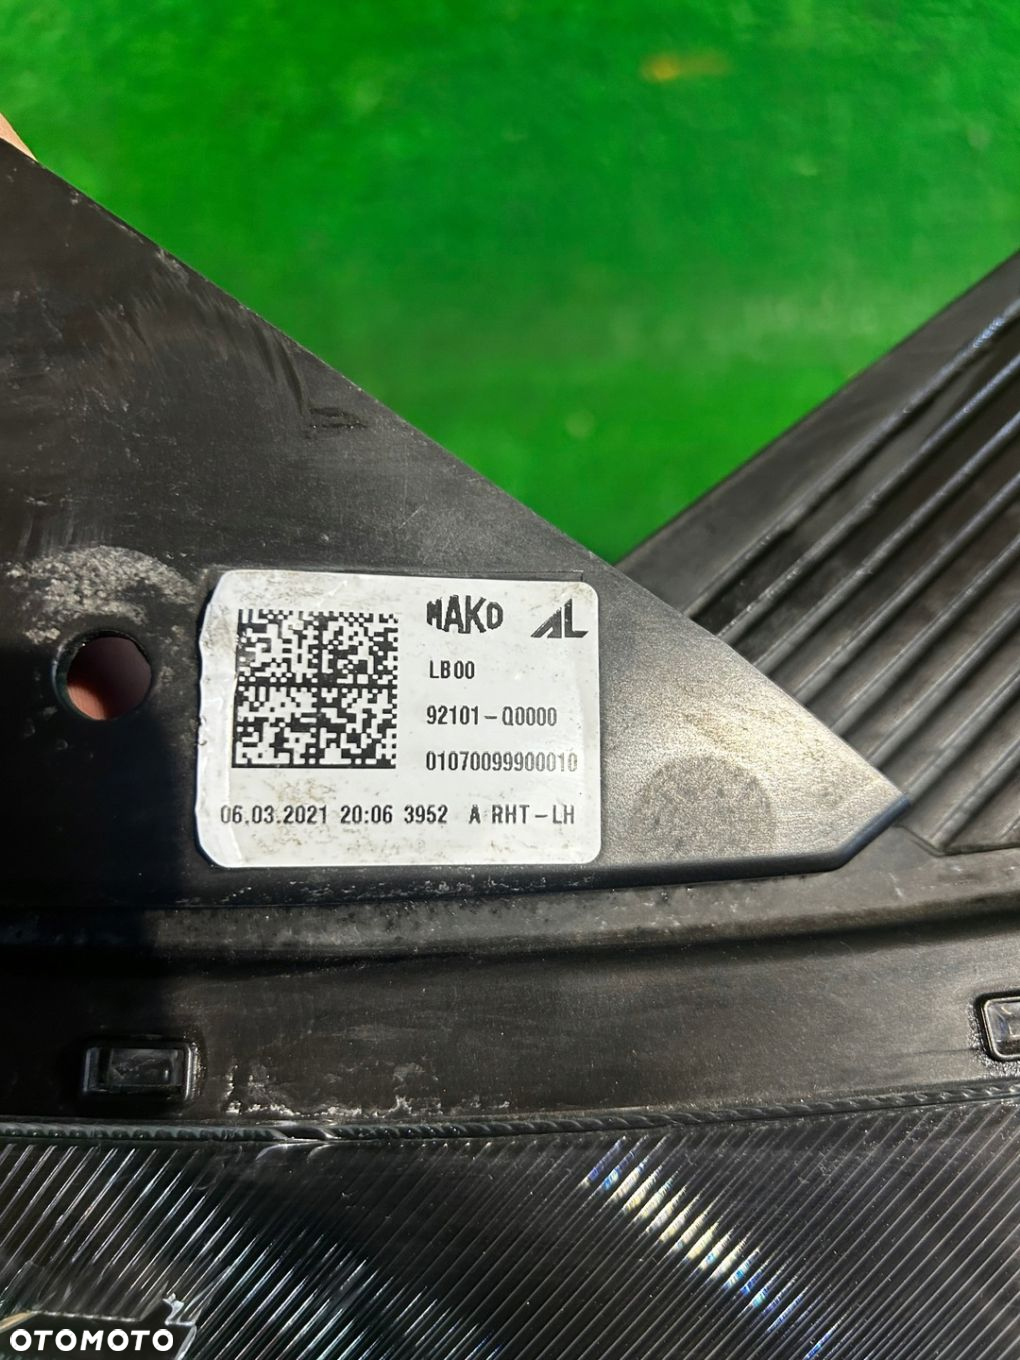 MAKO AL
LB00
92101-Q0000
01070099900010
06.03.2021 20:06 3952 A RHT-LH
OTOMOTO